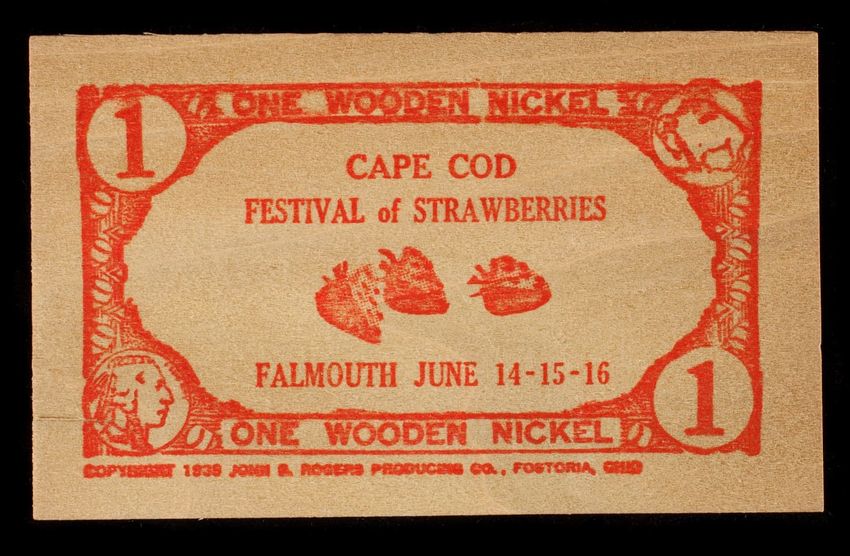 1 ONE WOODEN NICKEL
CAPE COD
FESTIVAL of STRAWBERRIES
FALMOUTH JUNE 14-15-16
ONE WOODEN NICKEL 1
COPYRIGHT 1939 JOHN S. ROGERS PRODUCING CO., FOSTORIA, OHIO